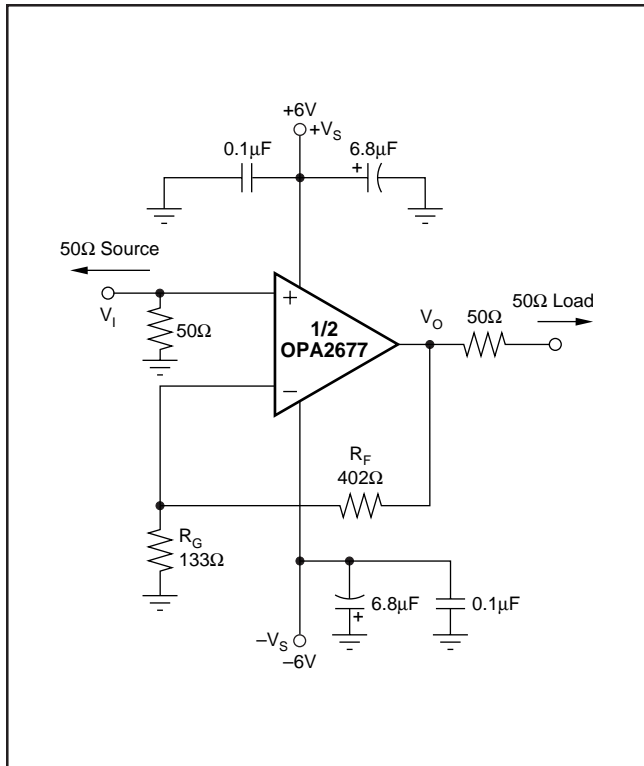 +6V
+V_S
0.1μF
6.8μF
+
50Ω Source
V_I
50Ω
+
1/2
OPA2677
−
V_O
50Ω
50Ω Load
R_F
402Ω
R_G
133Ω
6.8μF
+
0.1μF
−V_S
−6V